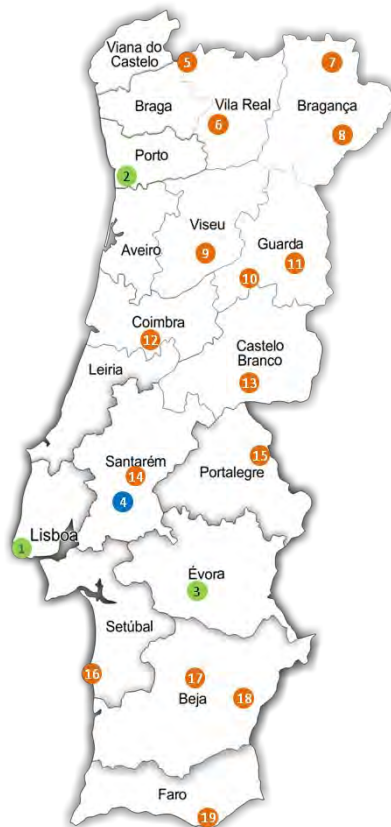 Viana do
Castelo
5
7
Braga
Vila Real
Bragança
6
8
Porto
2
Viseu
Aveiro
Guarda
9
11
10
Coimbra
12
Castelo
Branco
Leiria
13
15
Santarém
Portalegre
14
4
Lisboa
1
Évora
3
Setúbal
16
17
Beja
18
Faro
19